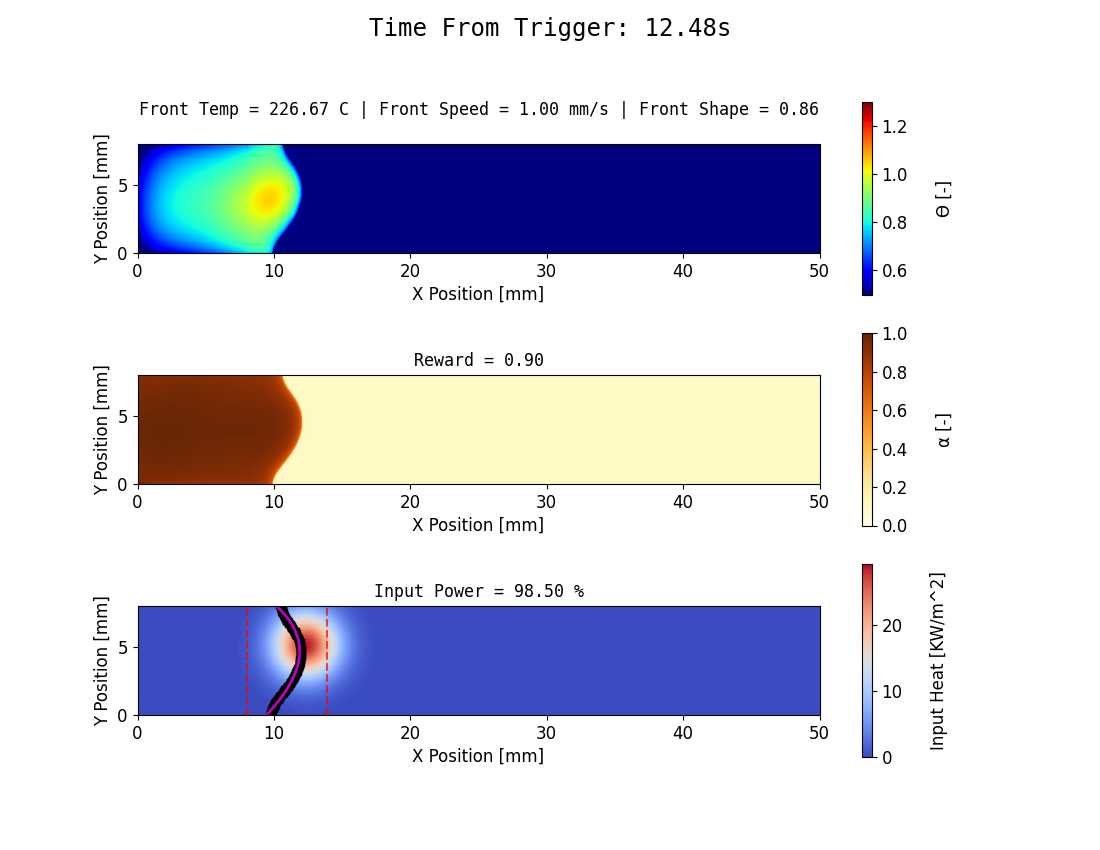 Time From Trigger: 12.48s
Front Temp = 226.67 C | Front Speed = 1.00 mm/s | Front Shape = 0.86
Y Position [mm]
5
0
0 10 20 30 40 50
X Position [mm]
1.2
1.0
0.8
0.6
Θ [-]
Reward = 0.90
Y Position [mm]
5
0
0 10 20 30 40 50
X Position [mm]
1.0
0.8
0.6
0.4
0.2
0.0
α [-]
Input Power = 98.50 %
Y Position [mm]
5
0
0 10 20 30 40 50
X Position [mm]
20
10
0
Input Heat [KW/m^2]